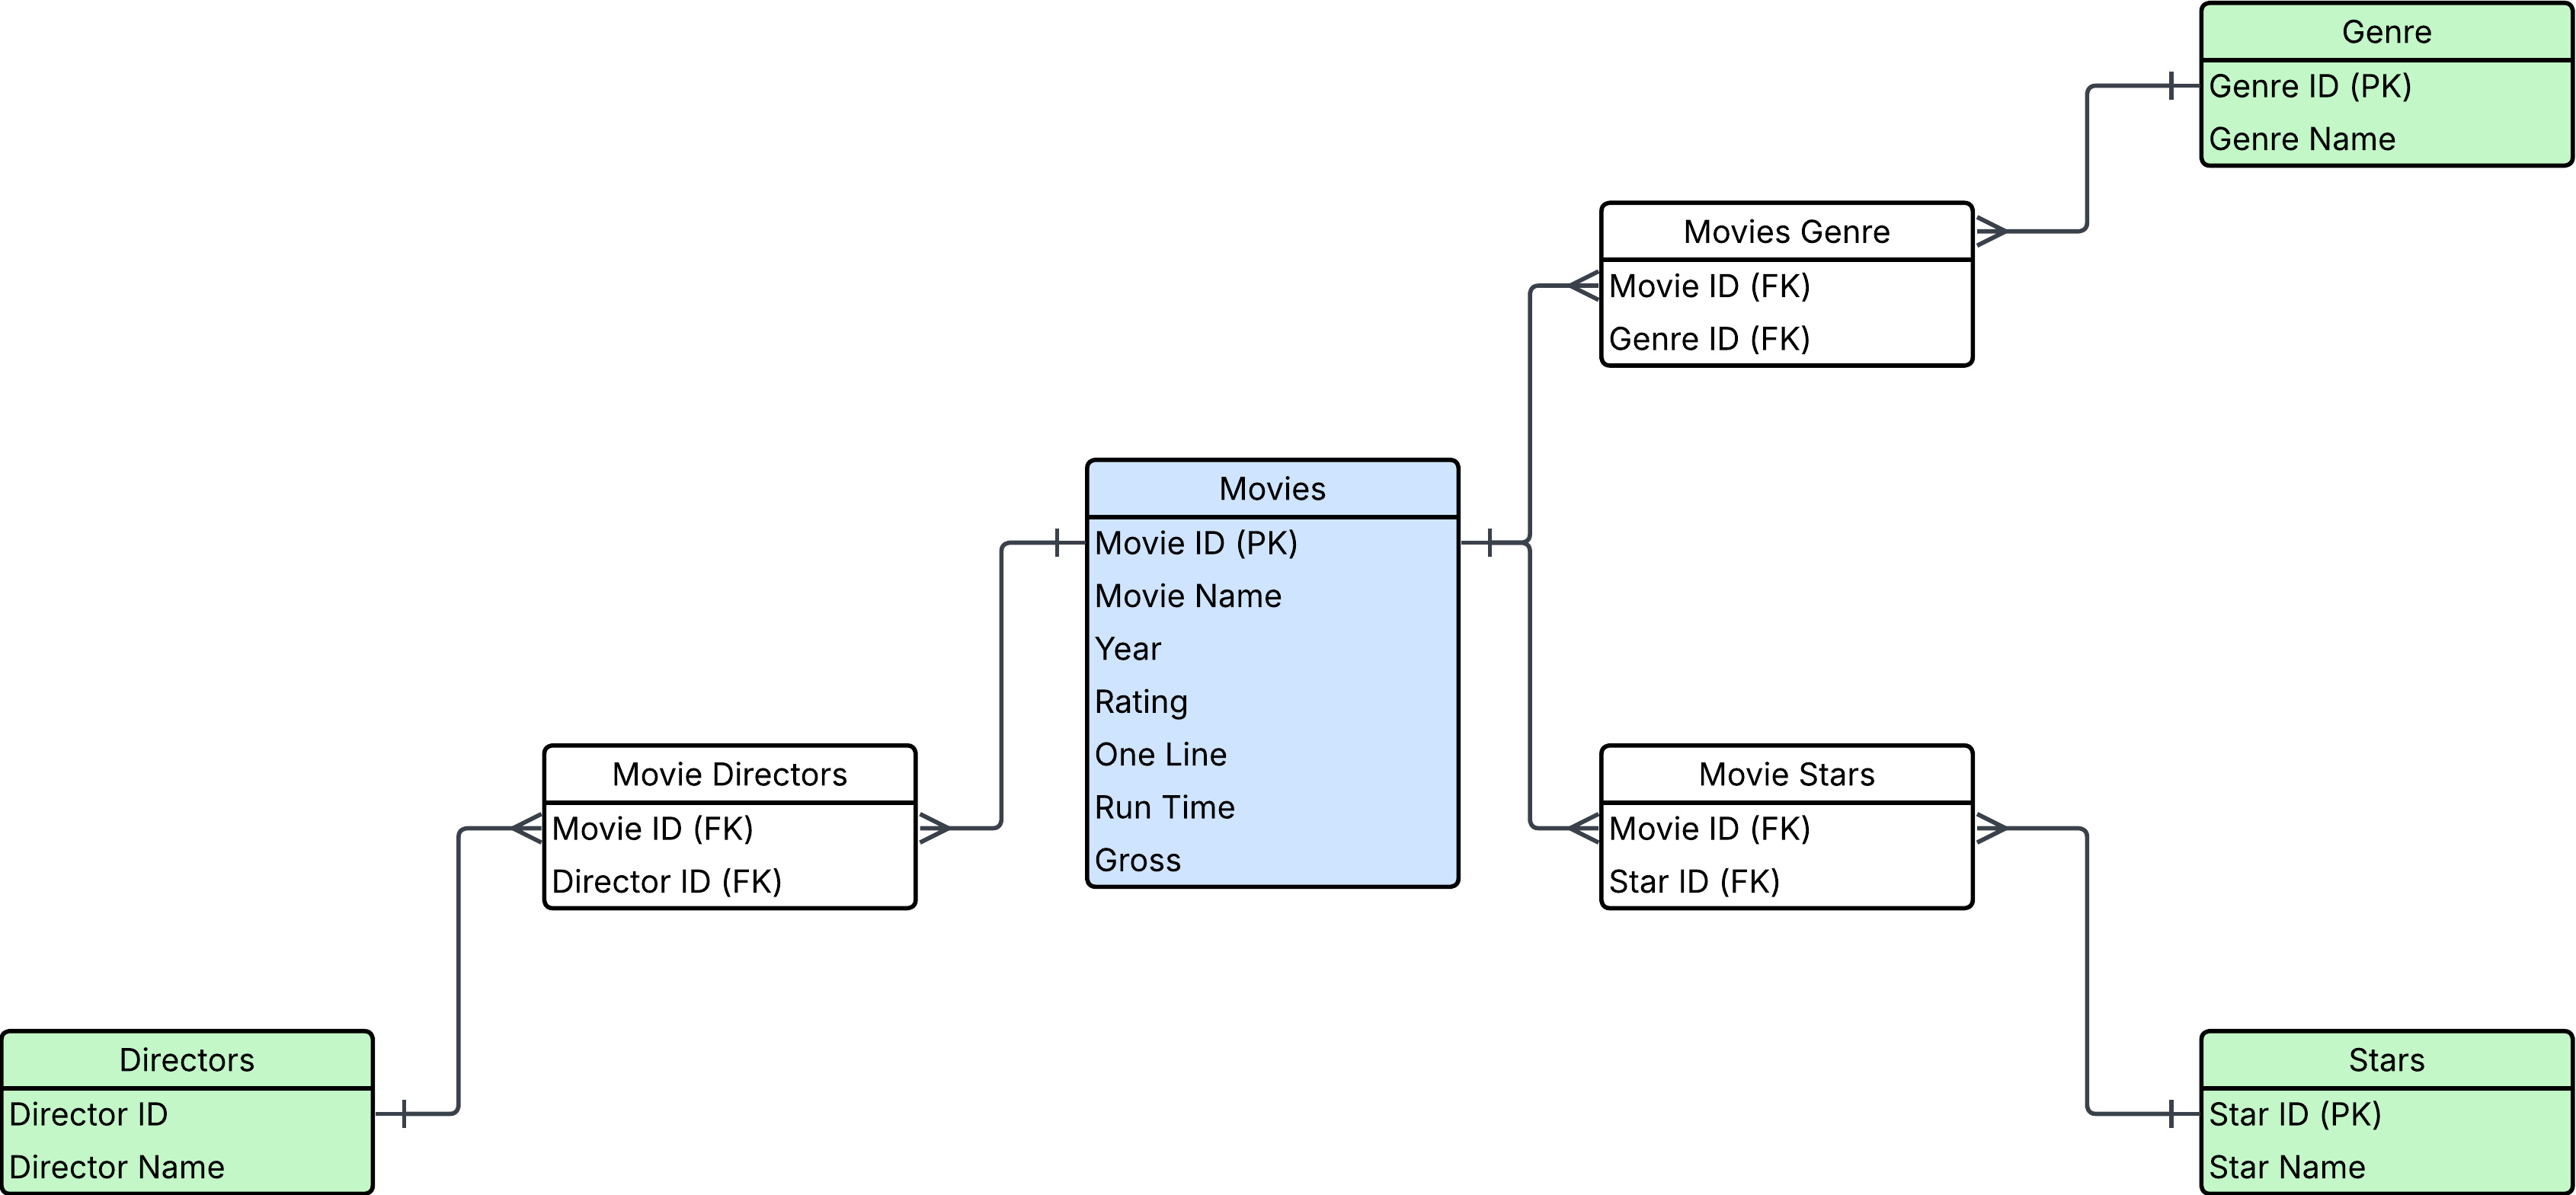 Genre
Genre ID (PK)
Genre Name
Movies Genre
Movie ID (FK)
Genre ID (FK)
Movies
Movie ID (PK)
Movie Name
Year
Rating
One Line
Run Time
Gross
Movie Directors
Movie ID (FK)
Director ID (FK)
Movie Stars
Movie ID (FK)
Star ID (FK)
Directors
Director ID
Director Name
Stars
Star ID (PK)
Star Name